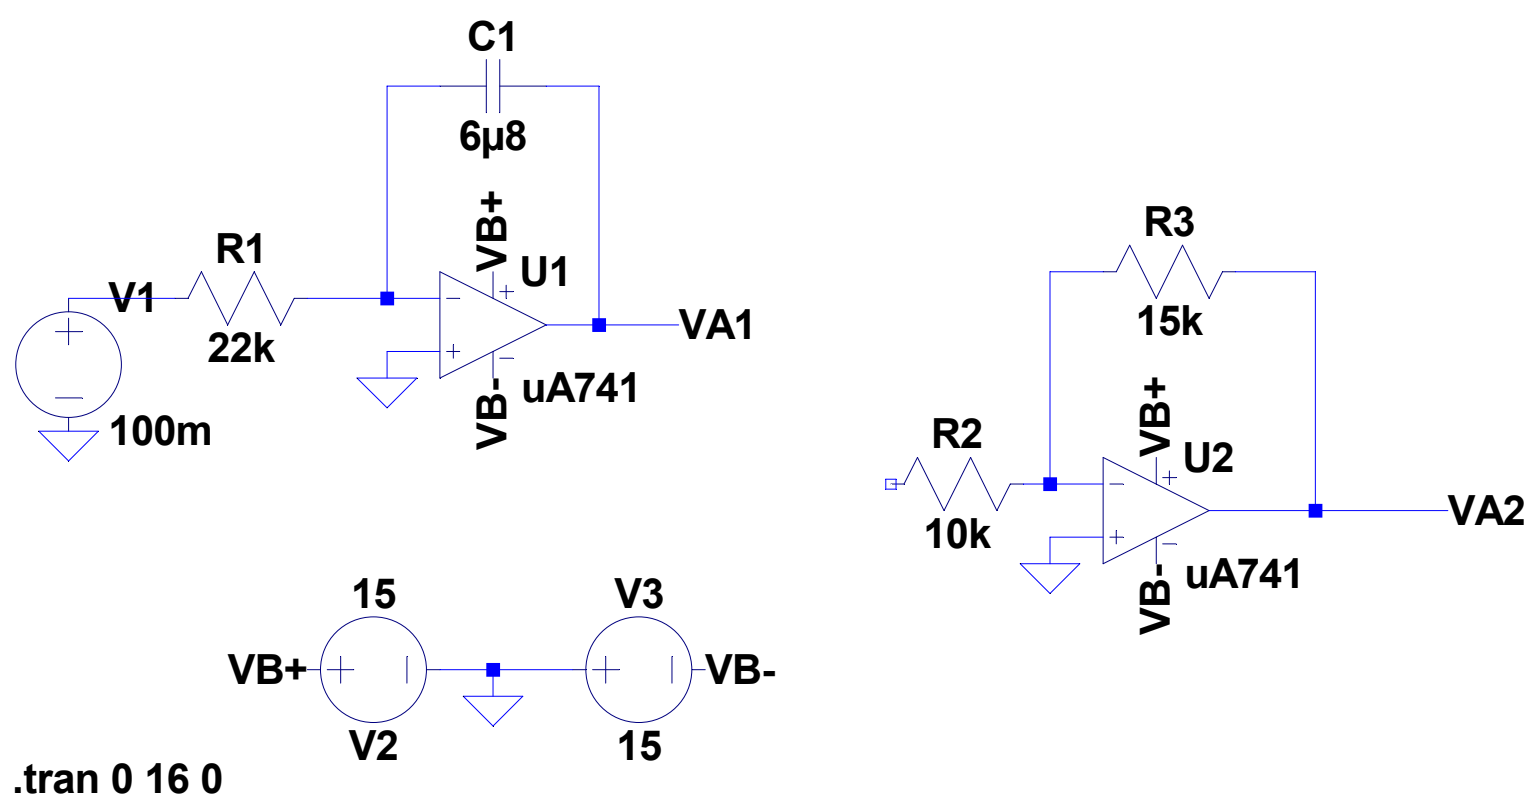 C1
6µ8
VB+
R1
U1
V1
22k
VA1
VB-
uA741
100m
R3
15k
VB+
R2
U2
10k
VA2
VB-
uA741
15
V3
VB+
VB-
V2
15
.tran 0 16 0